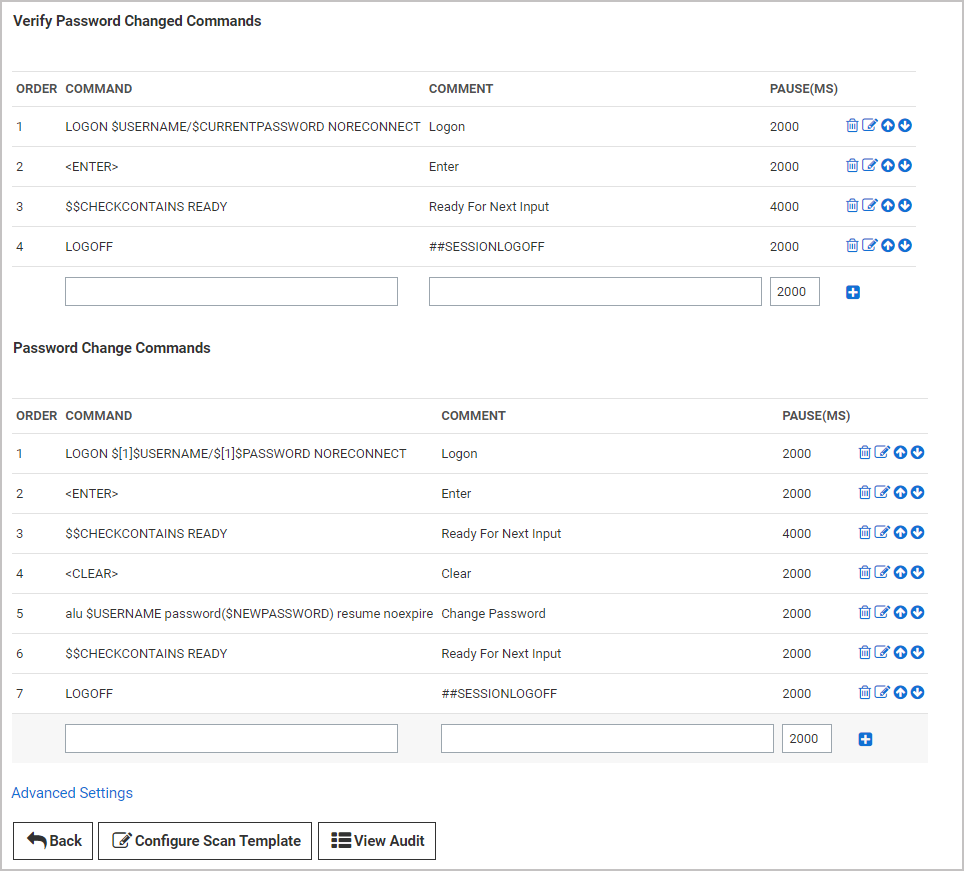 Verify Password Changed Commands
ORDER COMMAND COMMENT PAUSE(MS)
1 LOGON $USERNAME/$CURRENTPASSWORD NORECONNECT Logon 2000
2 <ENTER> Enter 2000
3 $$CHECKCONTAINS READY Ready For Next Input 4000
4 LOGOFF ##SESSIONLOGOFF 2000
2000
Password Change Commands
ORDER COMMAND COMMENT PAUSE(MS)
1 LOGON $[1]$USERNAME/$[1]$PASSWORD NORECONNECT Logon 2000
2 <ENTER> Enter 2000
3 $$CHECKCONTAINS READY Ready For Next Input 4000
4 <CLEAR> Clear 2000
5 alu $USERNAME password($NEWPASSWORD) resume noexpire Change Password 2000
6 $$CHECKCONTAINS READY Ready For Next Input 2000
7 LOGOFF ##SESSIONLOGOFF 2000
2000
Advanced Settings
Back Configure Scan Template View Audit